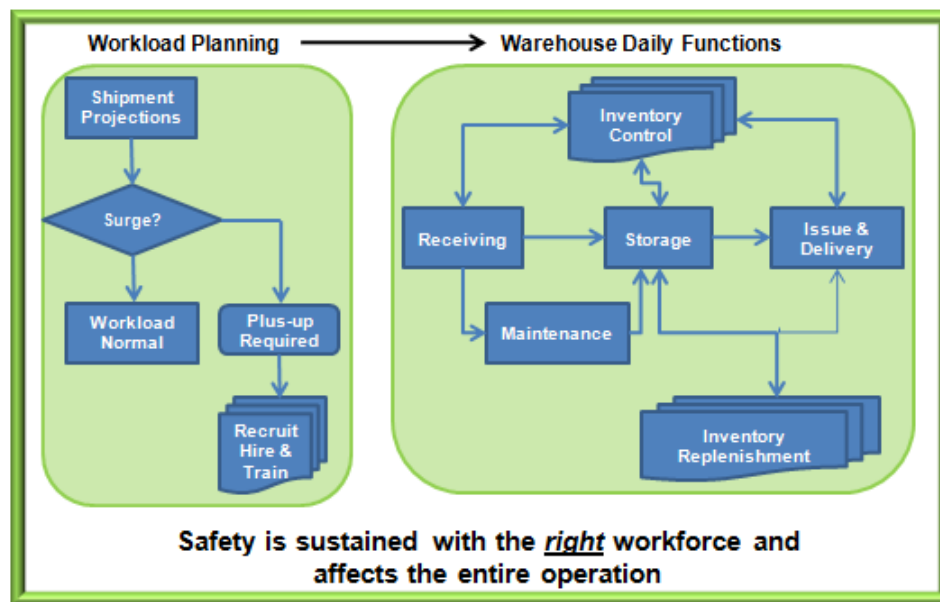 Workload Planning
Warehouse Daily Functions
Shipment
Projections
Surge?
Workload
Normal
Plus-up
Required
Recruit
Hire &
Train
Inventory
Control
Receiving
Storage
Issue &
Delivery
Maintenance
Inventory
Replenishment
Safety is sustained with the right workforce and
affects the entire operation